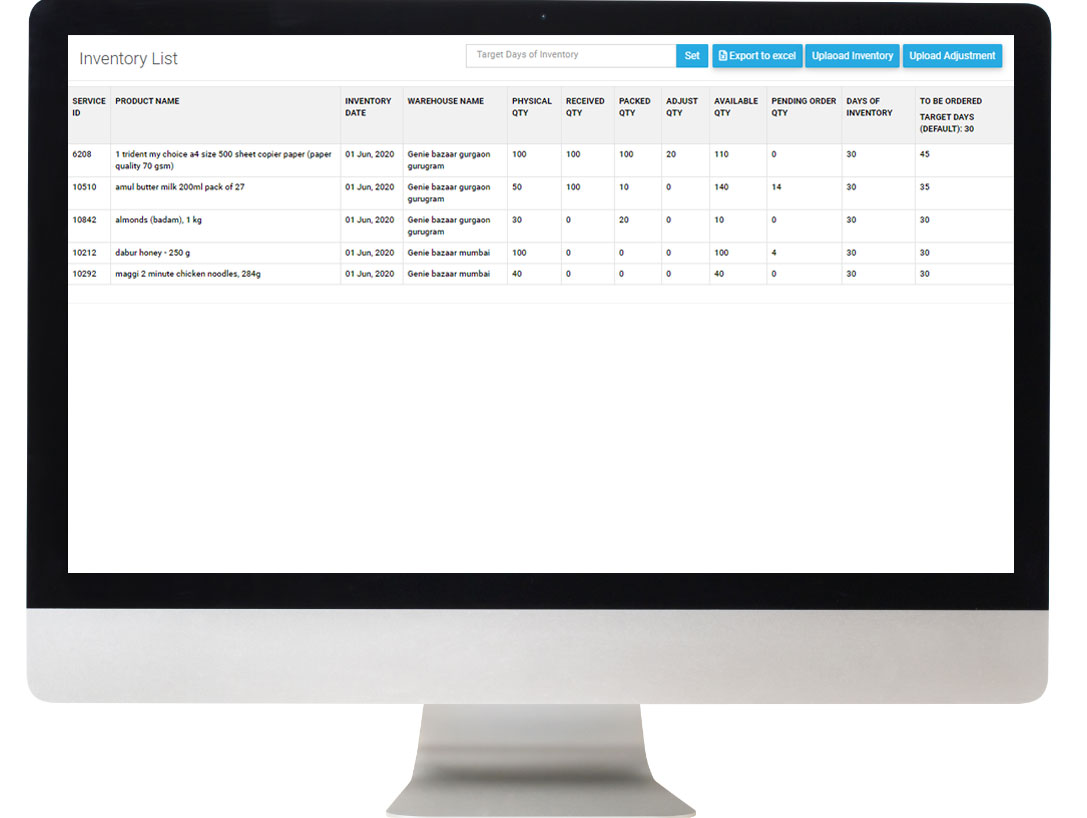 Inventory List
Target Days of Inventory
Set
Export to excel
Uplaoad Inventory
Upload Adjustment
SERVICE ID
PRODUCT NAME
INVENTORY DATE
WAREHOUSE NAME
PHYSICAL QTY
RECEIVED QTY
PACKED QTY
ADJUST QTY
AVAILABLE QTY
PENDING ORDER QTY
DAYS OF INVENTORY
TO BE ORDERED
TARGET DAYS (DEFAULT): 30
6208 1 trident my choice a4 size 500 sheet copier paper (paper quality 70 gsm) 01 Jun, 2020 Genie bazaar gurgaon gurugram 100 100 100 20 110 0 30 45
10510 amul butter milk 200ml pack of 27 01 Jun, 2020 Genie bazaar gurgaon gurugram 50 100 10 0 140 14 30 35
10842 almonds (badam), 1 kg 01 Jun, 2020 Genie bazaar gurgaon gurugram 30 0 20 0 10 0 30 30
10212 dabur honey - 250 g 01 Jun, 2020 Genie bazaar mumbai 100 0 0 0 100 4 30 30
10292 maggi 2 minute chicken noodles, 284g 01 Jun, 2020 Genie bazaar mumbai 40 0 0 0 40 0 30 30